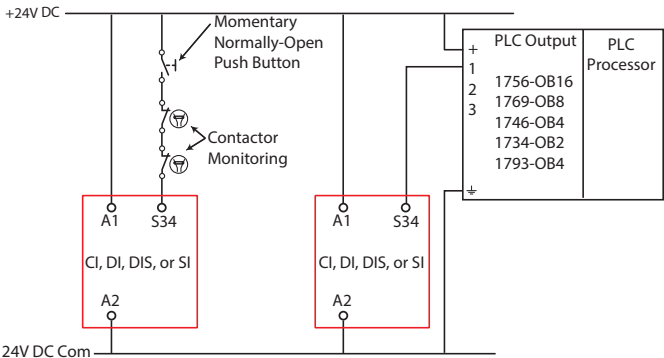 +24V DC
Momentary
Normally-Open
Push Button
Contactor
Monitoring
A1
S34
CI, DI, DIS, or SI
A2
A1
S34
CI, DI, DIS, or SI
A2
PLC Output
PLC
Processor
+
1
2
3
1756-OB16
1769-OB8
1746-OB4
1734-OB2
1793-OB4
24V DC Com